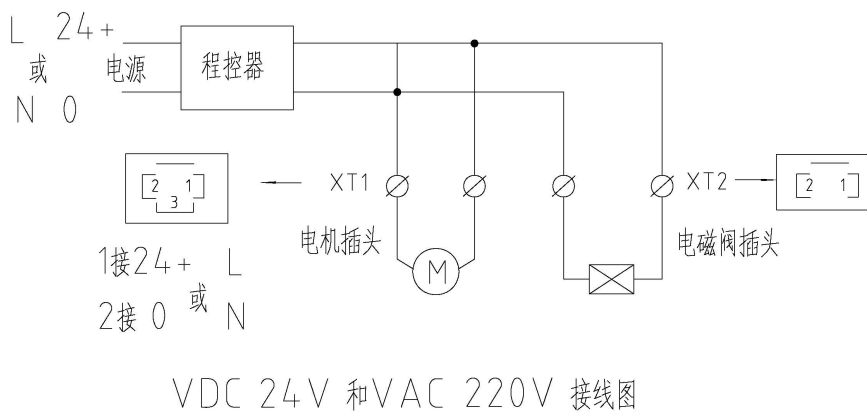 L 24+
或 电源
N 0
程控器
2 1
3
XT1
XT2
2 1
电机插头
M
电磁阀插头
1接24+ 或 L
2接 0 N
VDC 24V 和VAC 220V 接线图